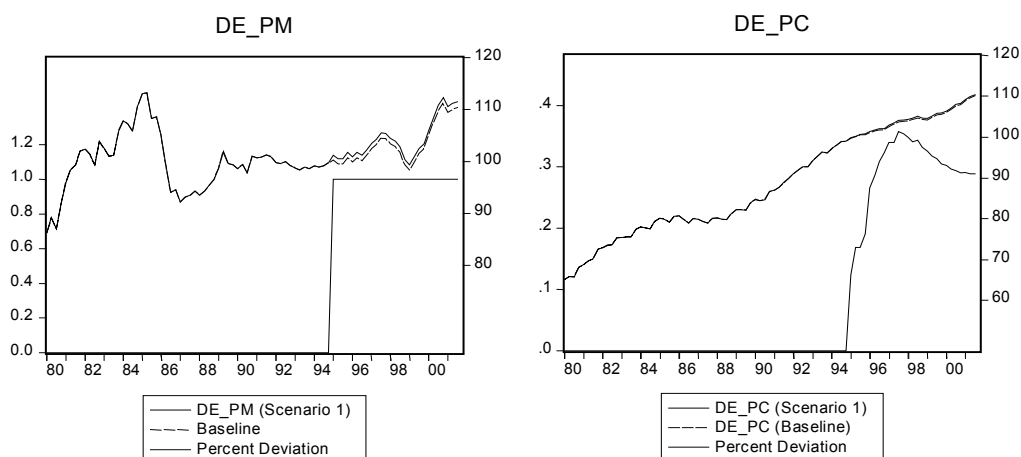 DE_PM
120
110
100
90
80
1.2
1.0
0.8
0.6
0.4
0.2
0.0
80 82 84 86 88 90 92 94 96 98 00
DE_PM (Scenario 1)
Baseline
Percent Deviation
DE_PC
120
110
100
90
80
70
60
.4
.3
.2
.1
.0
80 82 84 86 88 90 92 94 96 98 00
DE_PC (Scenario 1)
DE_PC (Baseline)
Percent Deviation